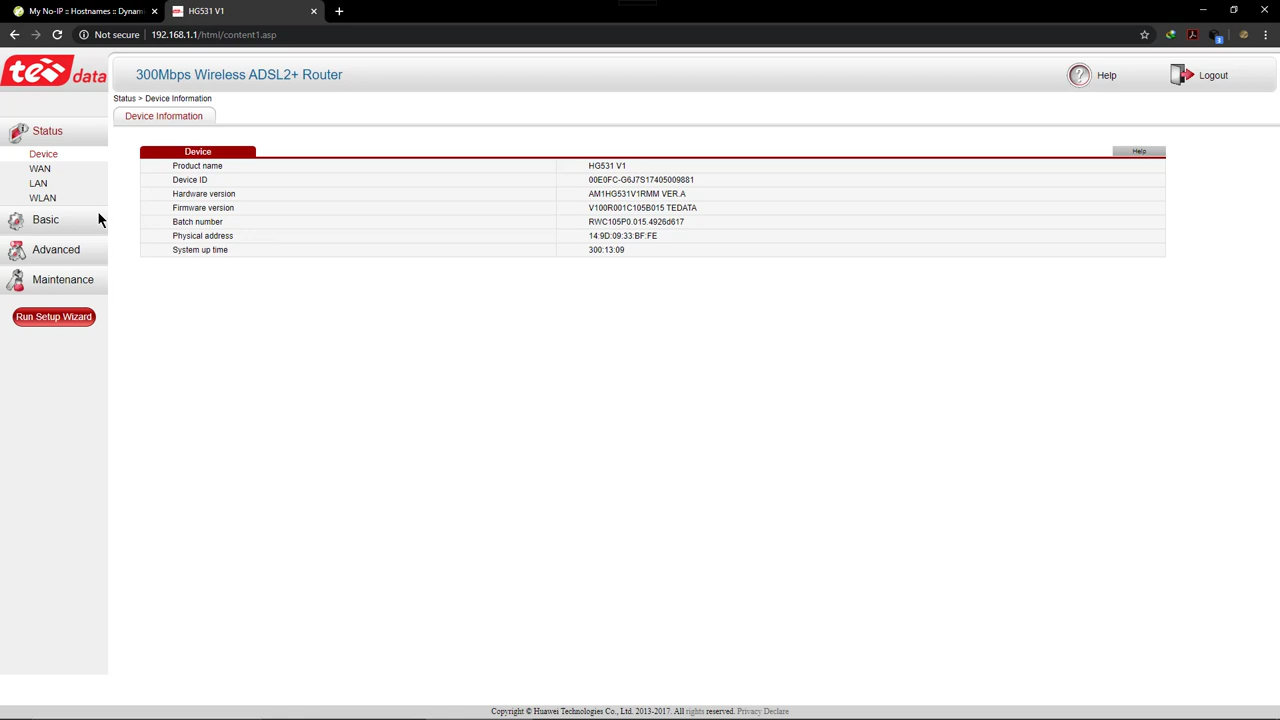 My No-IP :: Hostnames :: Dynam
HG531 V1
Not secure 192.168.1.1/html/content1.asp
3
data
300Mbps Wireless ADSL2+ Router
? Help
Logout
Status > Device Information
Device Information
Status
Device
WAN
LAN
WLAN
Basic
Advanced
Maintenance
Run Setup Wizard
Device
Help
Product name HG531 V1
Device ID 00E0FC-G6J7S17405009881
Hardware version AM1HG531V1RMM VER.A
Firmware version V100R001C105B015 TEDATA
Batch number RWC105P0.015.4926d617
Physical address 14:9D:09:33:BF:FE
System up time 300:13:09
Copyright © Huawei Technologies Co., Ltd. 2013-2017. All rights reserved. Privacy Declare